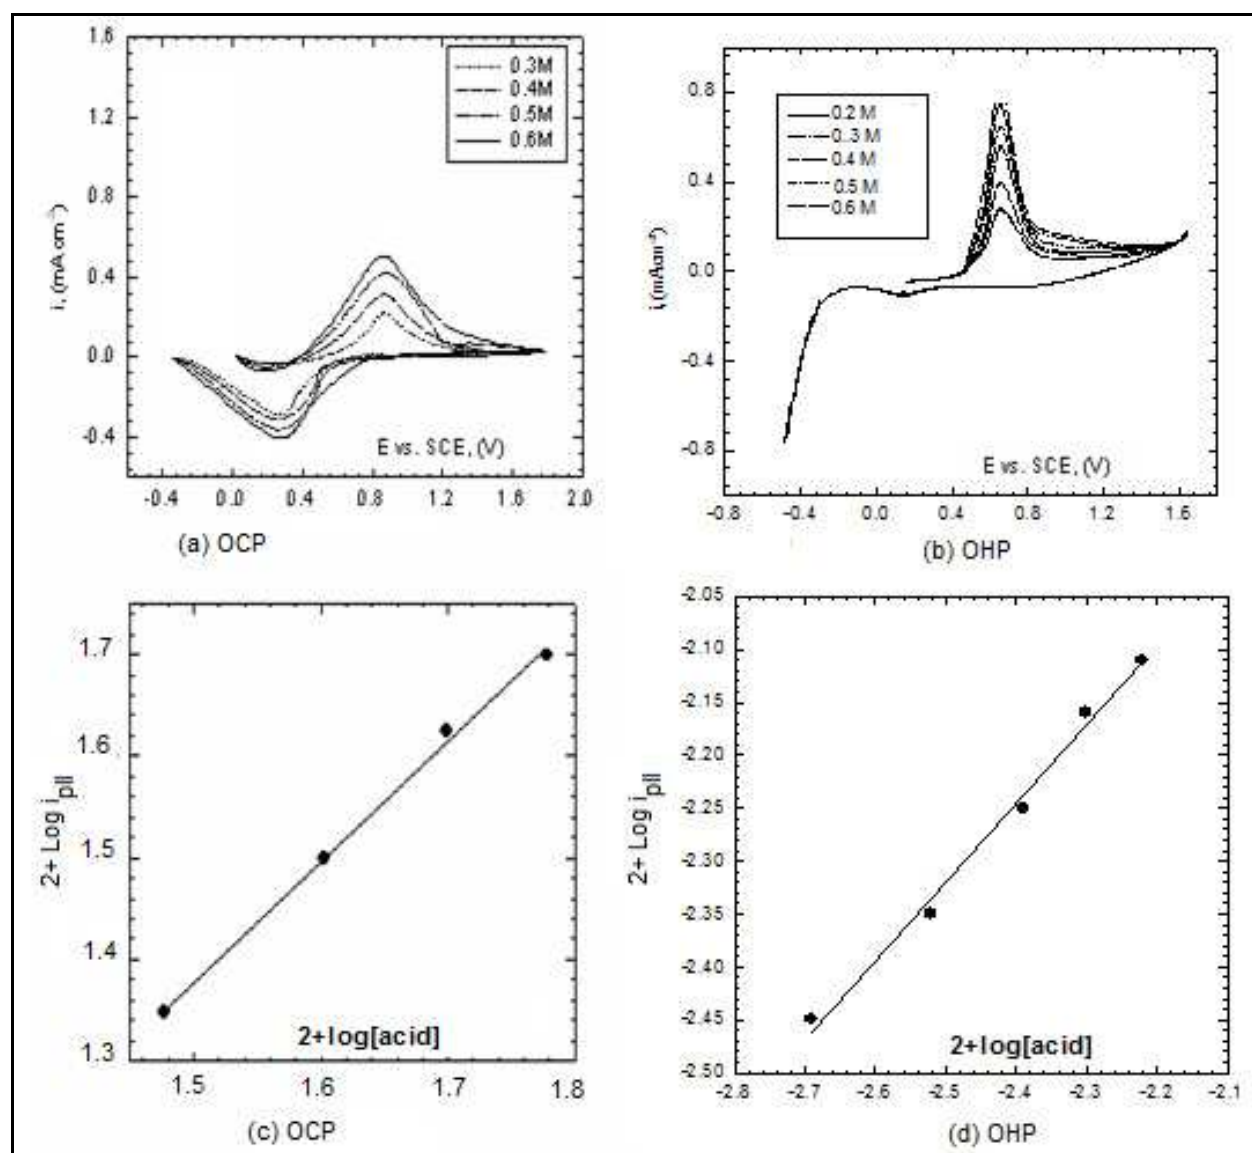 1.6
1.2
0.8
0.4
0.0
-0.4
i, (mA cm⁻²)
0.3M
0.4M
0.5M
0.6M
E vs. SCE, (V)
-0.4 0.0 0.4 0.8 1.2 1.6 2.0
(a) OCP
0.8
0.4
0.0
-0.4
-0.8
i, (mAcm⁻²)
0.2 M
0.3 M
0.4 M
0.5 M
0.6 M
E vs. SCE, (V)
-0.8 -0.4 0.0 0.4 0.8 1.2 1.6
(b) OHP
1.7
1.6
1.5
1.4
1.3
2+ Log ipII
2+log[acid]
1.5 1.6 1.7 1.8
(c) OCP
-2.05
-2.10
-2.15
-2.20
-2.25
-2.30
-2.35
-2.40
-2.45
-2.50
2+ Log ipII
2+log[acid]
-2.8 -2.7 -2.6 -2.5 -2.4 -2.3 -2.2 -2.1
(d) OHP